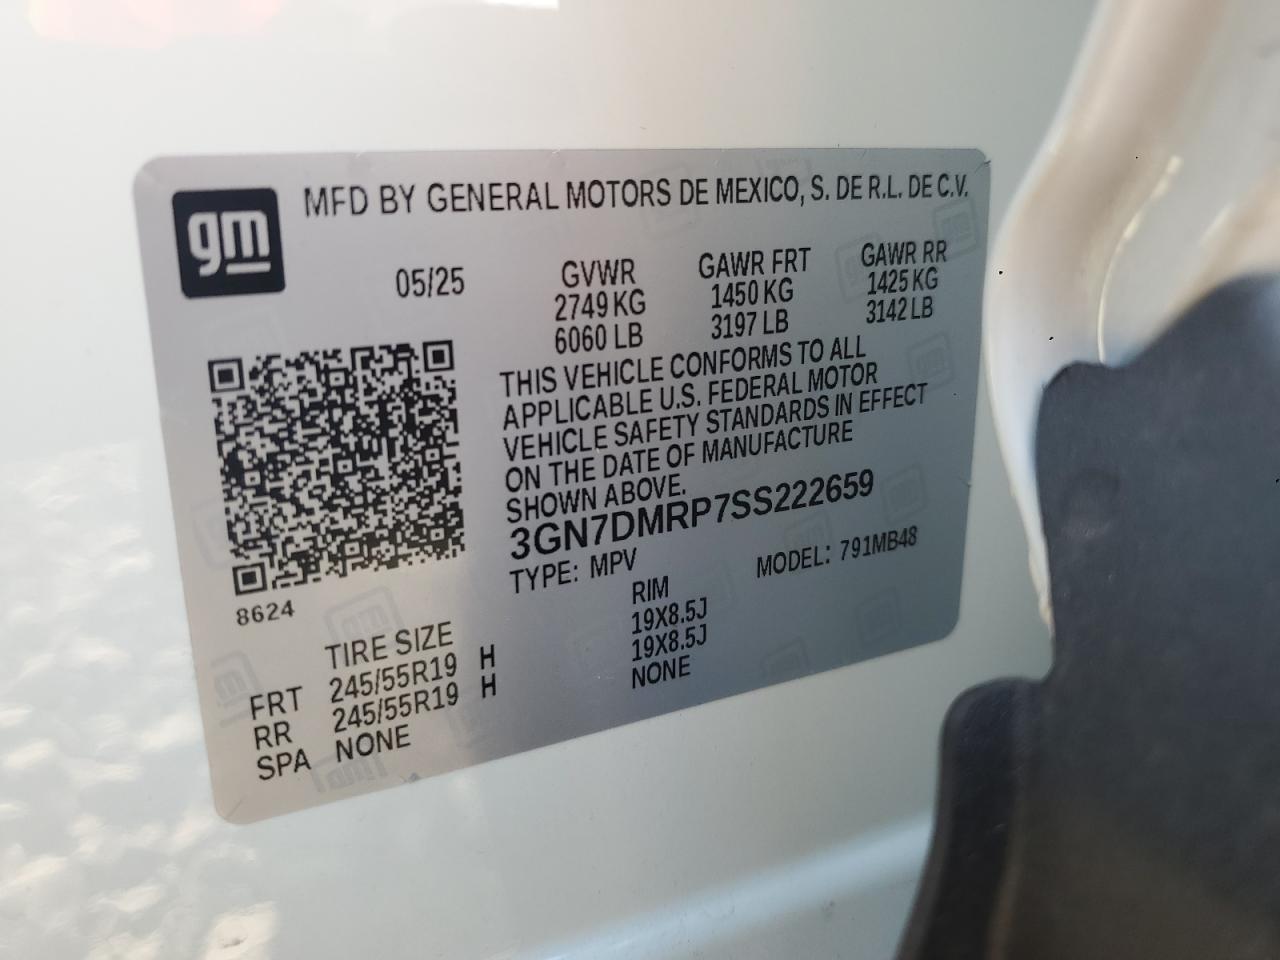 gm
MFD BY GENERAL MOTORS DE MEXICO, S. DE R.L. DE C.V.
05/25 GVWR GAWR FRT GAWR RR
2749 KG 1450 KG 1425 KG
6060 LB 3197 LB 3142 LB
THIS VEHICLE CONFORMS TO ALL
APPLICABLE U.S. FEDERAL MOTOR
VEHICLE SAFETY STANDARDS IN EFFECT
ON THE DATE OF MANUFACTURE
SHOWN ABOVE.
3GN7DMRP7SS222659
TYPE: MPV MODEL: 791MB48
8624
TIRE SIZE RIM
FRT 245/55R19 H 19X8.5J
RR 245/55R19 H 19X8.5J
SPA NONE NONE